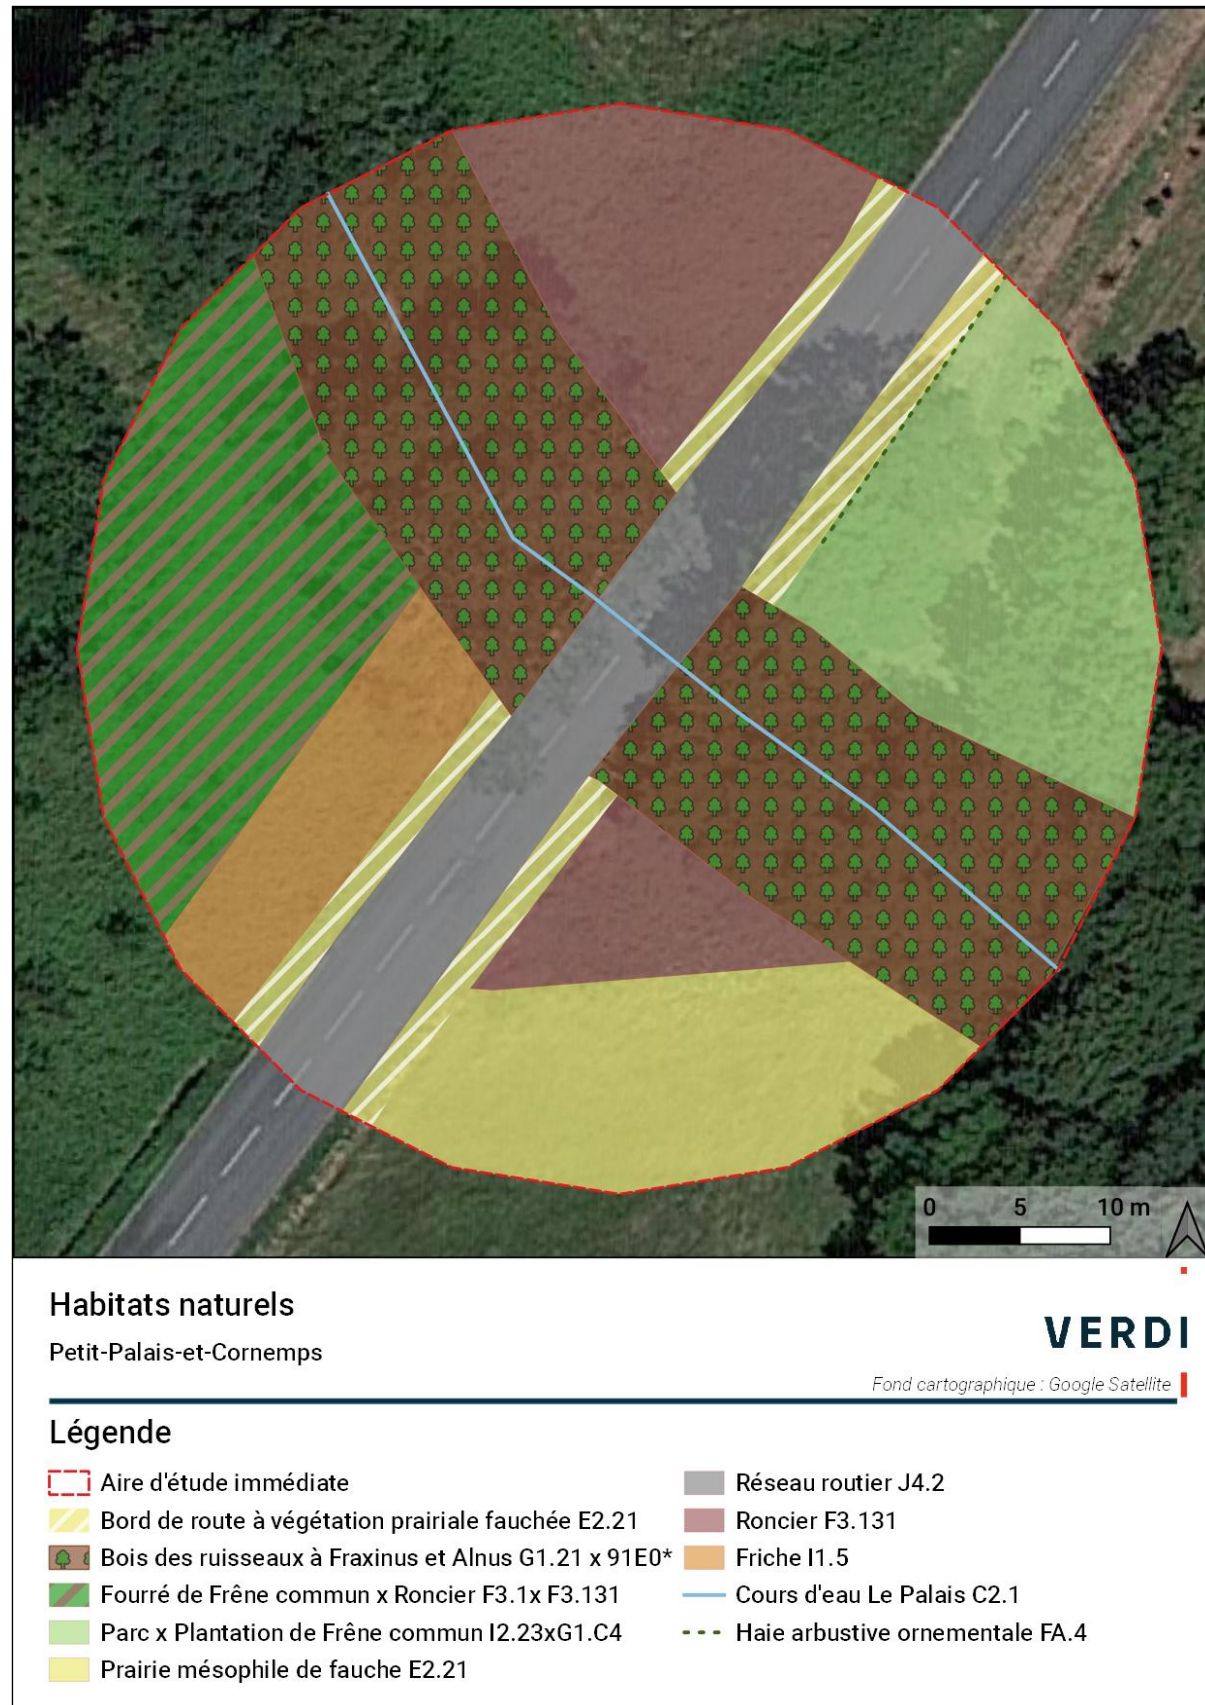 0 5 10 m
Habitats naturels
Petit-Palais-et-Cornemps
VERDI
Fond cartographique : Google Satellite
Légende
Aire d'étude immédiate
Bord de route à végétation prairiale fauchée E2.21
Bois des ruisseaux à Fraxinus et Alnus G1.21 x 91E0*
Fourré de Frêne commun x Roncier F3.1x F3.131
Parc x Plantation de Frêne commun I2.23xG1.C4
Prairie mésophile de fauche E2.21
Réseau routier J4.2
Roncier F3.131
Friche I1.5
Cours d'eau Le Palais C2.1
Haie arbustive ornementale FA.4